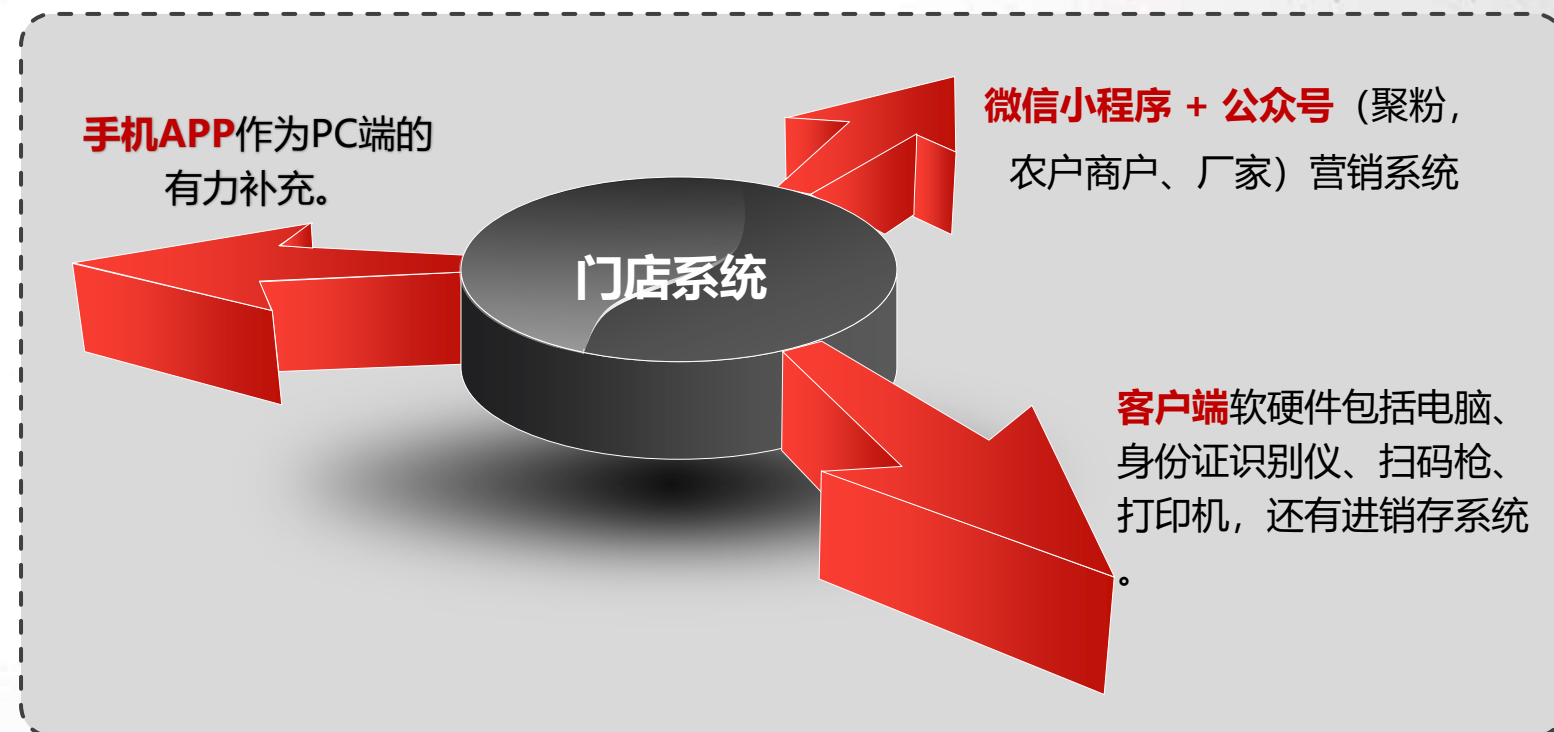 手机APP作为PC端的
有力补充。
微信小程序 + 公众号（聚粉，
农户商户、厂家）营销系统
门店系统
客户端软硬件包括电脑、
身份证识别仪、扫码枪、
打印机，还有进销存系统
。